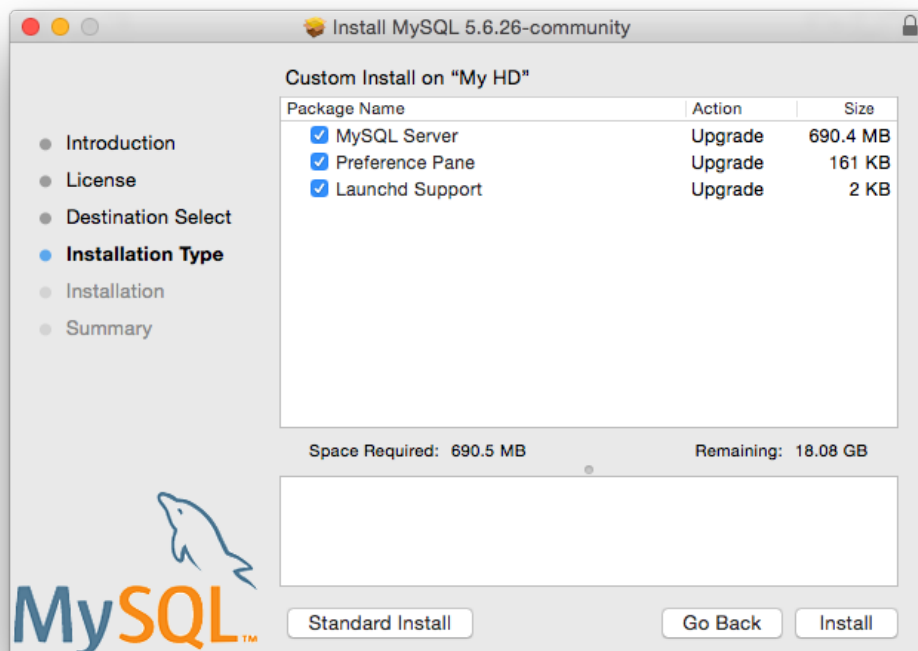 Install MySQL 5.6.26-community
Custom Install on “My HD”
Package Name Action Size
MySQL Server Upgrade 690.4 MB
Preference Pane Upgrade 161 KB
Launchd Support Upgrade 2 KB
Introduction
License
Destination Select
Installation Type
Installation
Summary
Space Required: 690.5 MB Remaining: 18.08 GB
MySQL™
Standard Install Go Back Install